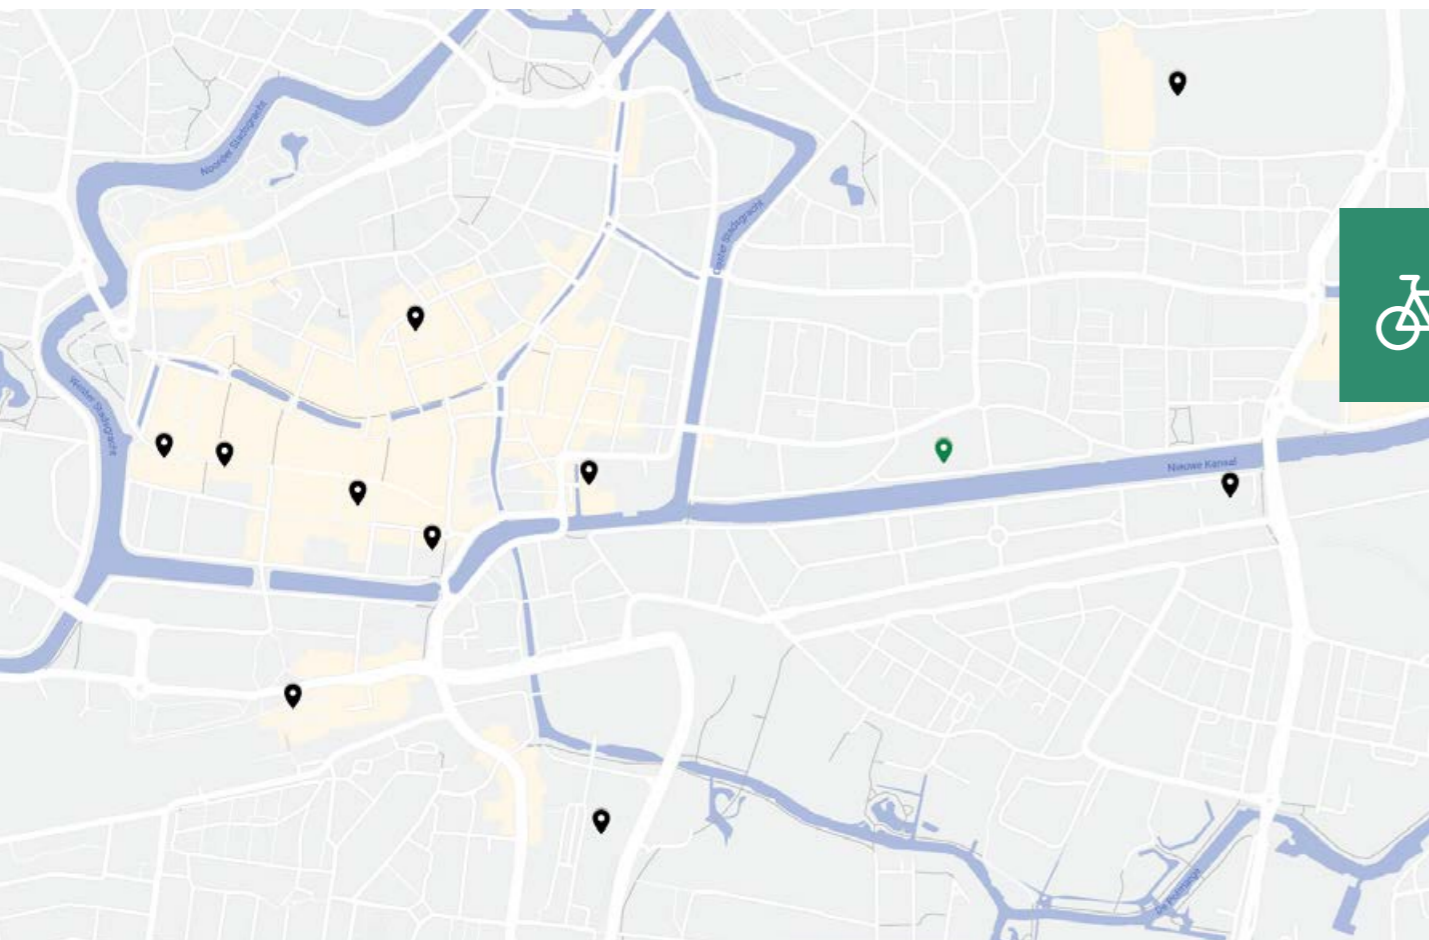 Noorder Stadsgracht
Ooster Stadsgracht
Wester Stadsgracht
Nieuwe Kanaal